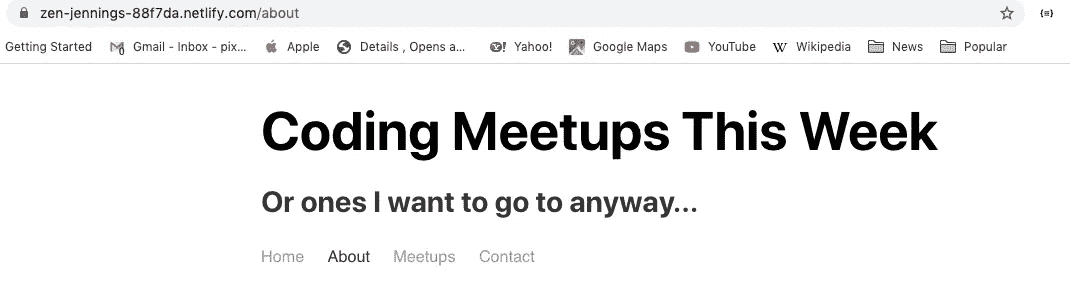 zen-jennings-88f7da.netlify.com/about
Getting Started Gmail - Inbox - pix... Apple Details , Opens a... Yahoo! Google Maps YouTube Wikipedia News Popular
Coding Meetups This Week
Or ones I want to go to anyway...
Home About Meetups Contact